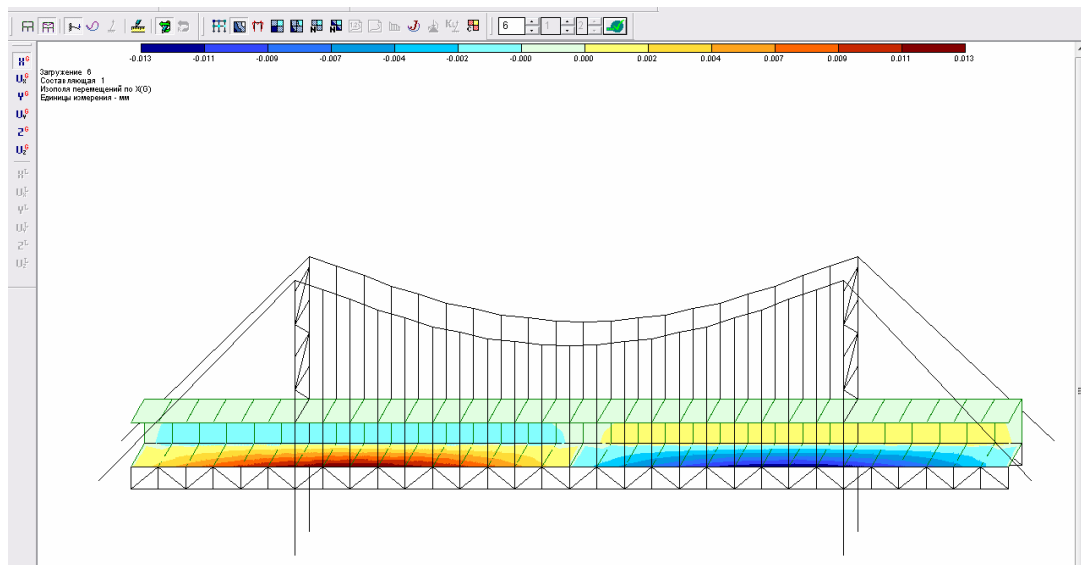 6 1 2
-0.013 -0.011 -0.009 -0.007 -0.004 -0.002 -0.000 0.000 0.002 0.004 0.007 0.009 0.011 0.013
Загружение 6
Составляющая 1
Изополя перемещений по X(G)
Единицы измерения - мм
X G
U X G
Y G
U Y G
Z G
U Z G
X L
U X L
Y L
U Y L
Z L
U Z L